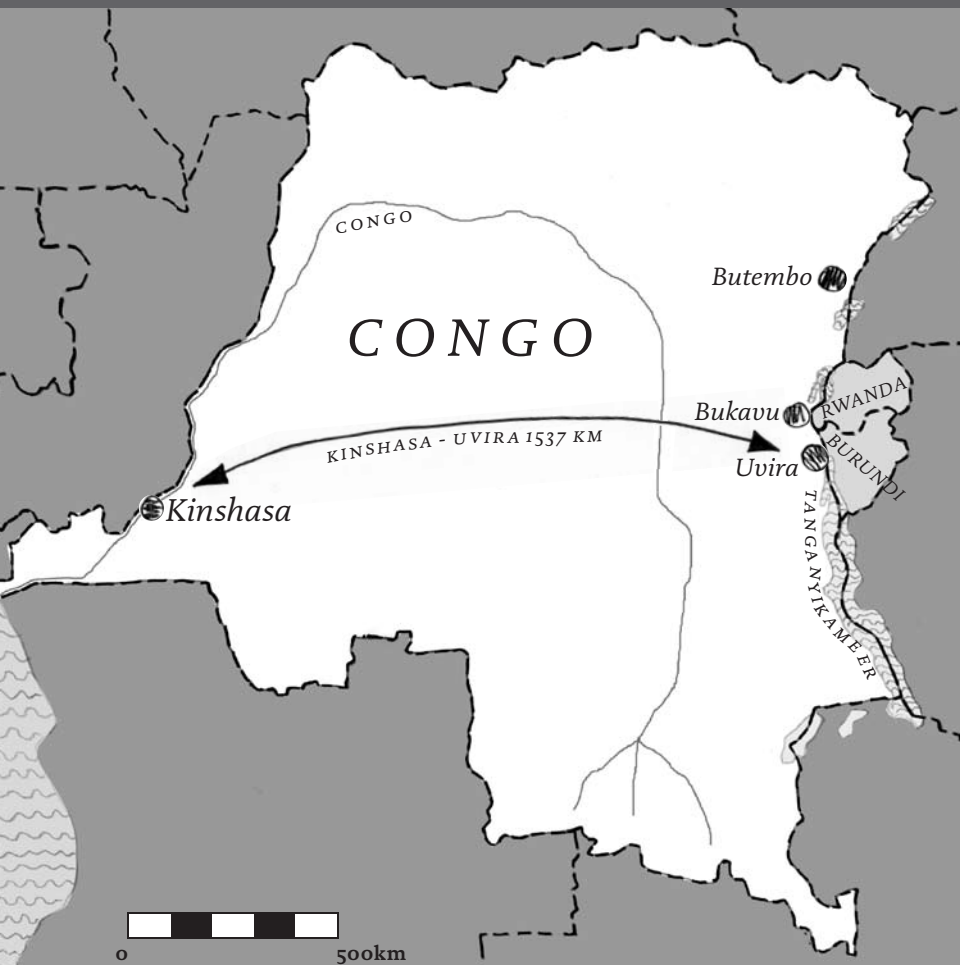 CONGO
Butembo
CONGO
RWANDA
Bukavu
KINSHASA - UVIRA 1537 KM
BURUNDI
Uvira
Kinshasa
TANGANYIKAMEER
0 500km